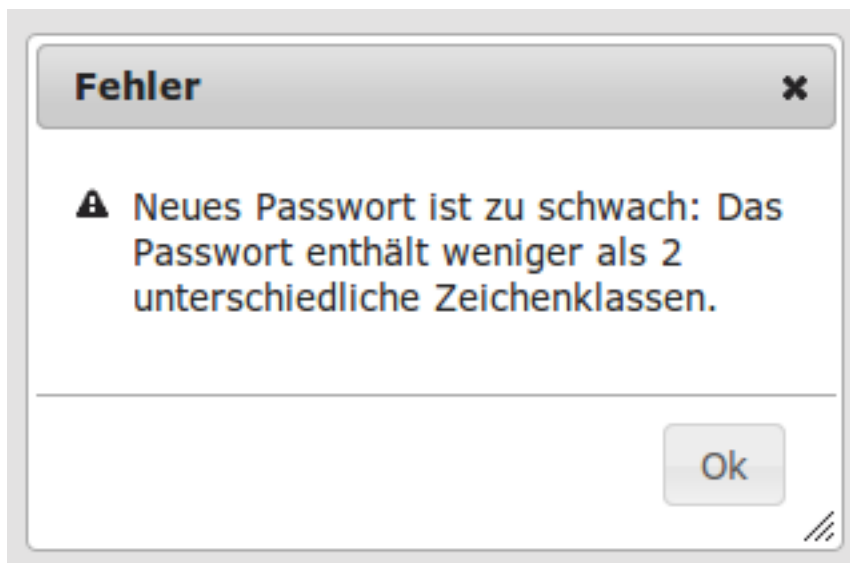 Fehler
Neues Passwort ist zu schwach: Das
Passwort enthält weniger als 2
unterschiedliche Zeichenklassen.
Ok